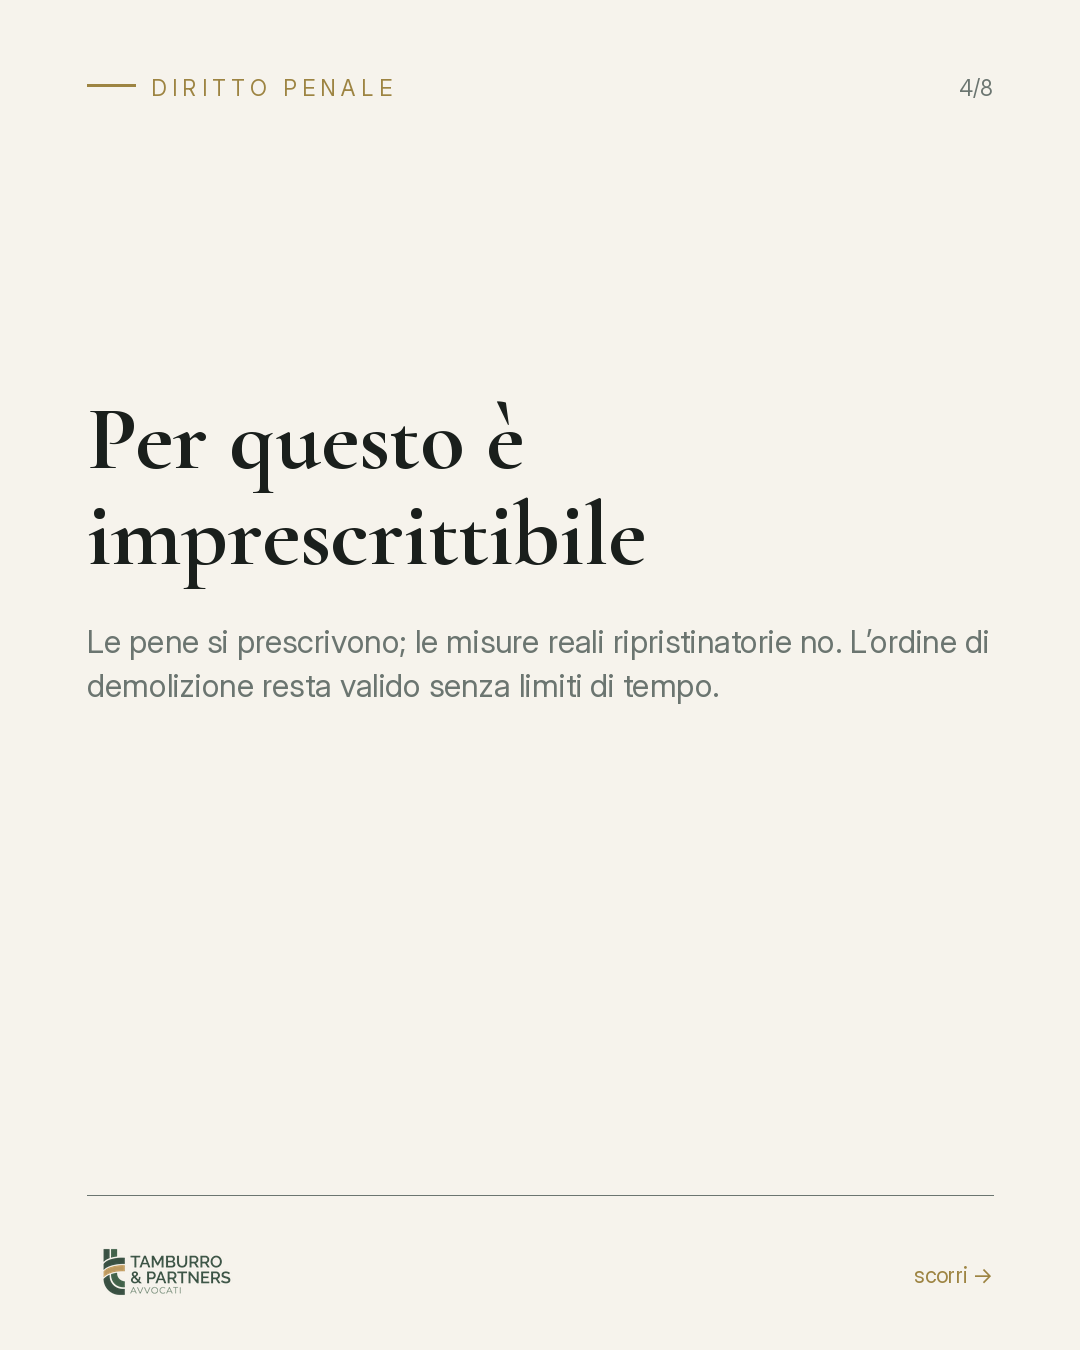 DIRITTO PENALE
4/8
Per questo è
imprescrittibile
Le pene si prescrivono; le misure reali ripristinatorie no. L’ordine di
demolizione resta valido senza limiti di tempo.
TAMBURRO
& PARTNERS
AVVOCATI
scorri →